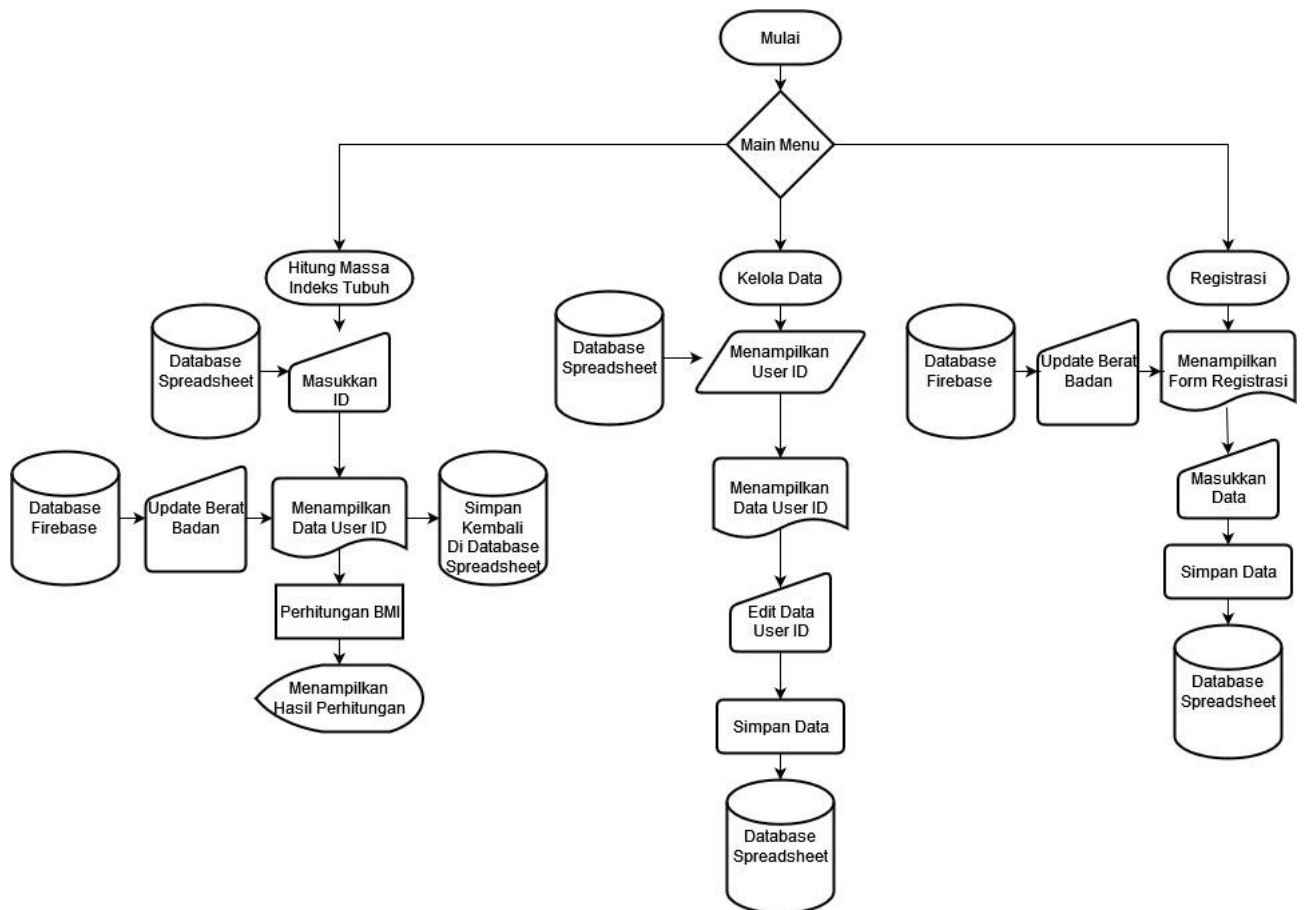 Mulai
Main Menu
Hitung Massa
Indeks Tubuh
Database
Spreadsheet
Masukkan
ID
Database
Firebase
Update Berat
Badan
Menampilkan
Data User ID
Simpan
Kembali
Di Database
Spreadsheet
Perhitungan BMI
Menampilkan
Hasil Perhitungan
Kelola Data
Database
Spreadsheet
Menampilkan
User ID
Menampilkan
Data User ID
Edit Data
User ID
Simpan Data
Database
Spreadsheet
Registrasi
Database
Firebase
Update Berat
Badan
Menampilkan
Form Registrasi
Masukkan
Data
Simpan Data
Database
Spreadsheet